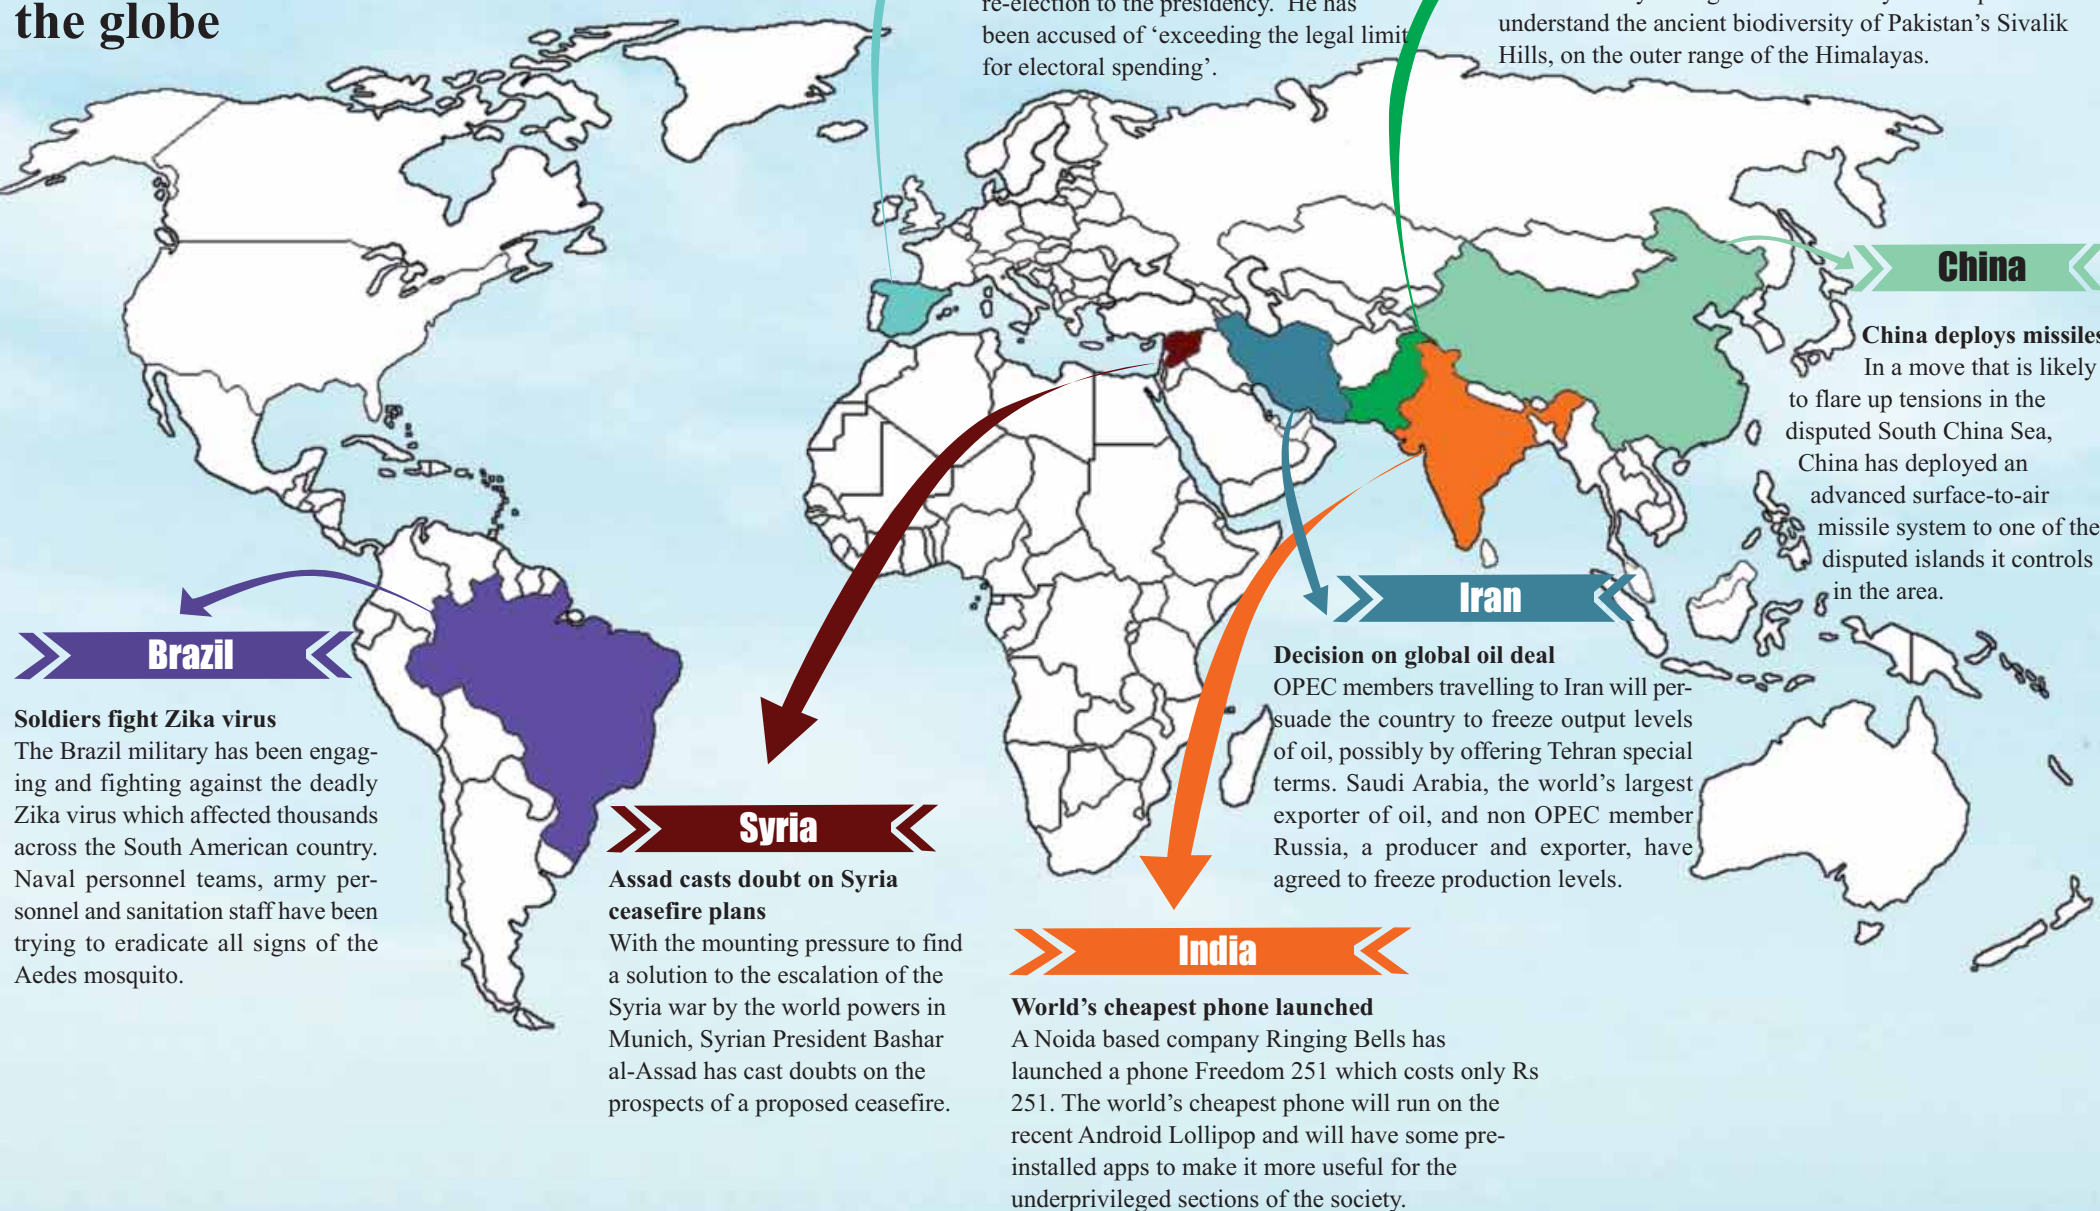 the globe
re-election to the presidency. He has
been accused of ‘exceeding the legal limit
for electoral spending’.
understand the ancient biodiversity of Pakistan’s Sivalik
Hills, on the outer range of the Himalayas.
China
China deploys missiles
In a move that is likely
to flare up tensions in the
disputed South China Sea,
China has deployed an
advanced surface-to-air
missile system to one of the
disputed islands it controls
in the area.
Brazil
Soldiers fight Zika virus
The Brazil military has been engag-
ing and fighting against the deadly
Zika virus which affected thousands
across the South American country.
Naval personnel teams, army per-
sonnel and sanitation staff have been
trying to eradicate all signs of the
Aedes mosquito.
Syria
Assad casts doubt on Syria
ceasefire plans
With the mounting pressure to find
a solution to the escalation of the
Syria war by the world powers in
Munich, Syrian President Bashar
al-Assad has cast doubts on the
prospects of a proposed ceasefire.
Iran
Decision on global oil deal
OPEC members travelling to Iran will per-
suade the country to freeze output levels
of oil, possibly by offering Tehran special
terms. Saudi Arabia, the world’s largest
exporter of oil, and non OPEC member
Russia, a producer and exporter, have
agreed to freeze production levels.
India
World’s cheapest phone launched
A Noida based company Ringing Bells has
launched a phone Freedom 251 which costs only Rs
251. The world’s cheapest phone will run on the
recent Android Lollipop and will have some pre-
installed apps to make it more useful for the
underprivileged sections of the society.